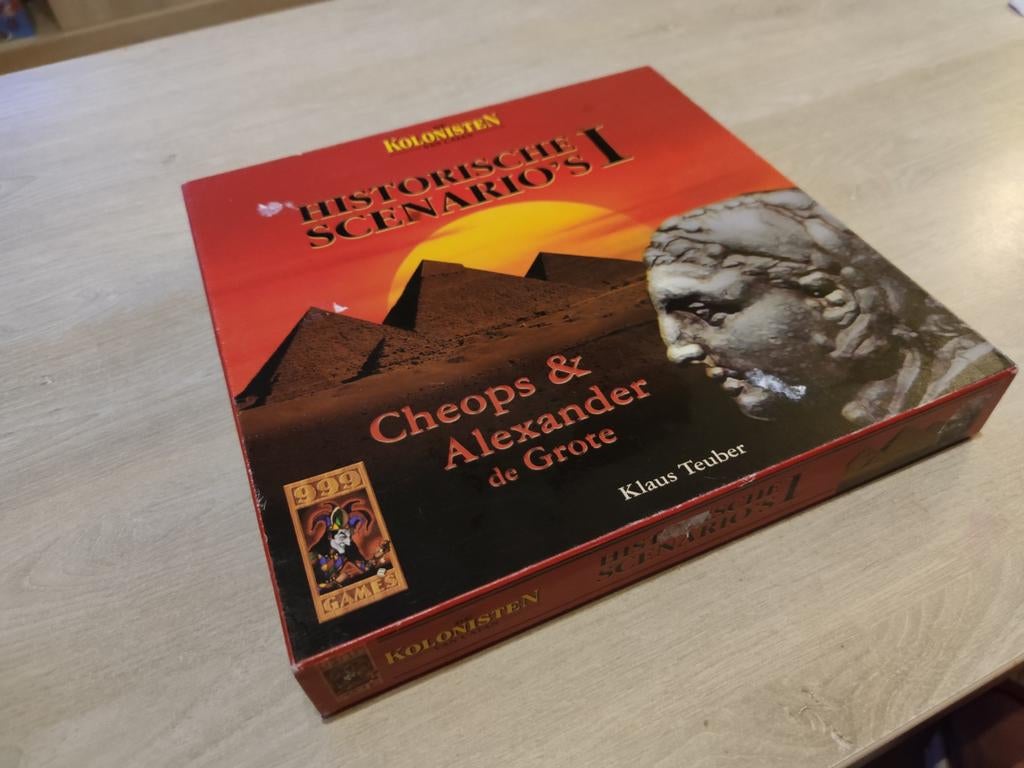 KOLONISTEN
HISTORISCHE
SCENARIO'S I
Cheops &
Alexander
de Grote
Klaus Teuber
999
GAMES
KOLONISTEN
HISTORISCHE
SCENARIO'S I